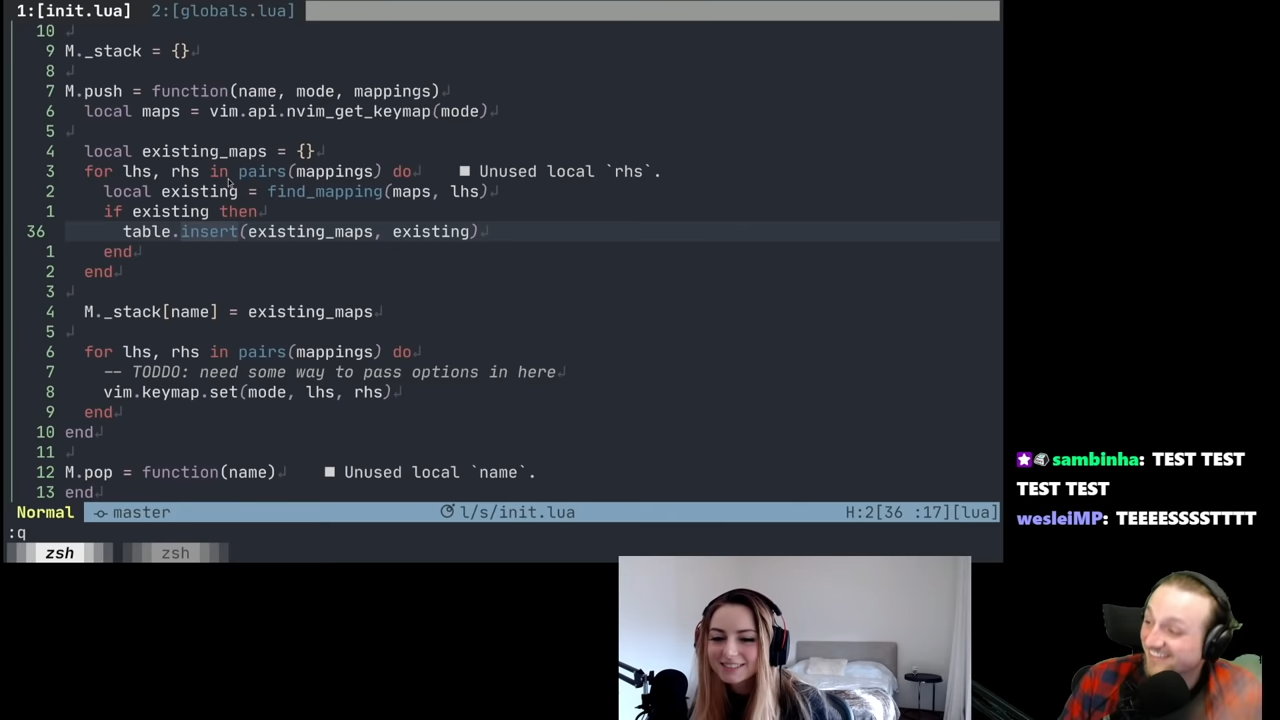 1:[init.lua] 2:[globals.lua]
10
9 M._stack = {}
8
7 M.push = function(name, mode, mappings)
6 local maps = vim.api.nvim_get_keymap(mode)
5
4 local existing_maps = {}
3 for lhs, rhs in pairs(mappings) do ■ Unused local `rhs`.
2 local existing = find_mapping(maps, lhs)
1 if existing then
36 table.insert(existing_maps, existing)
1 end
2 end
3
4 M._stack[name] = existing_maps
5
6 for lhs, rhs in pairs(mappings) do
7 -- TODDO: need some way to pass options in here
8 vim.keymap.set(mode, lhs, rhs)
9 end
10 end
11
12 M.pop = function(name) ■ Unused local `name`.
13 end
Normal master l/s/init.lua H:2[36 :17][lua]
:q
zsh zsh
sambinha: TEST TEST
TEST TEST
wesleiMP: TEEEESSSSTTTT